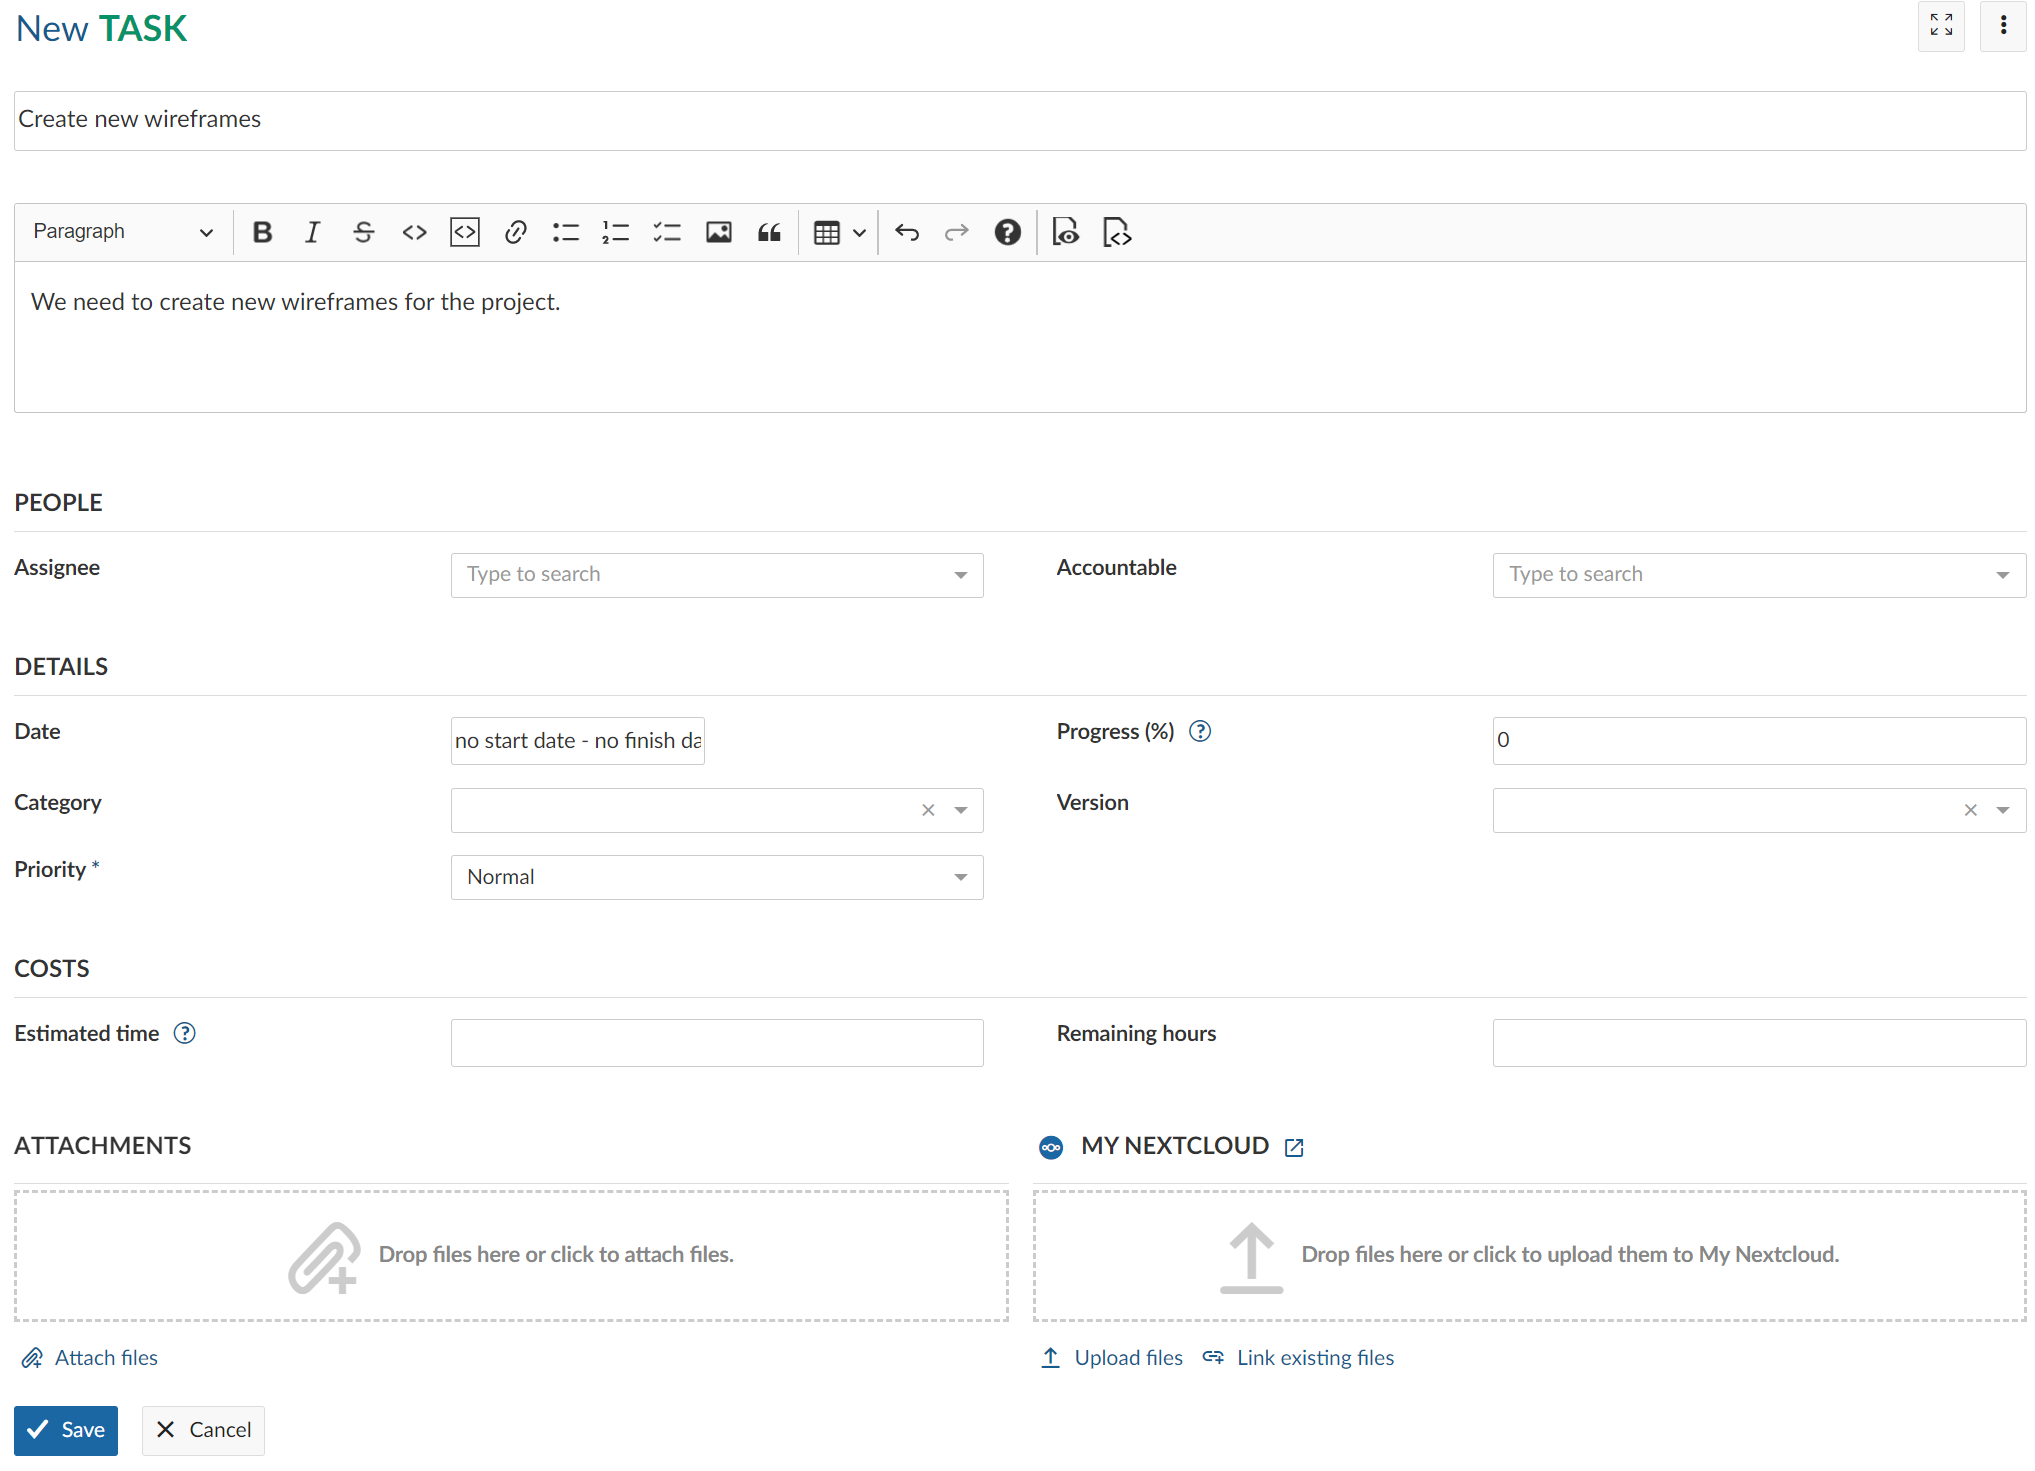 New TASK
Create new wireframes
Paragraph
We need to create new wireframes for the project.
PEOPLE
Assignee
Type to search
Accountable
Type to search
DETAILS
Date
no start date - no finish da
Progress (%)
0
Category
Version
Priority *
Normal
COSTS
Estimated time
Remaining hours
ATTACHMENTS
MY NEXTCLOUD
Drop files here or click to attach files.
Drop files here or click to upload them to My Nextcloud.
Attach files
Upload files
Link existing files
Save
Cancel